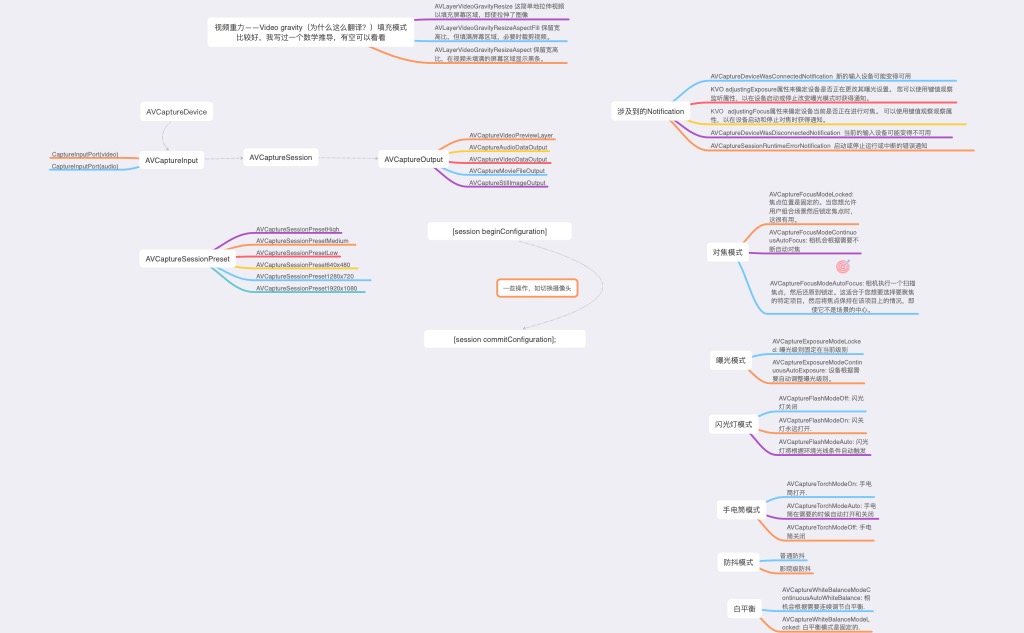 视频重力——Video gravity（为什么这么翻译？）填充模式
比较好，我写过一个数学推导，有空可以看看
AVLayerVideoGravityResize 这简单地拉伸视频
以填充屏幕区域，即使拉伸了图像
AVLayerVideoGravityResizeAspectFill 保留宽
高比，但填满屏幕区域，必要时裁剪视频。
AVLayerVideoGravityResizeAspect 保留宽高
比，在视频未填满的屏幕区域显示黑条。
AVCaptureDevice
CaptureInputPort(video)
CaptureInputPort(audio)
AVCaptureInput
AVCaptureSession
AVCaptureOutput
AVCaptureVideoPreviewLayer
AVCaptureAudioDataOutput
AVCaptureVideoDataOutput
AVCaptureMovieFileOutput
AVCaptureStillImageOutput
AVCaptureSessionPreset
AVCaptureSessionPresetHigh
AVCaptureSessionPresetMedium
AVCaptureSessionPresetLow
AVCaptureSessionPreset640x480
AVCaptureSessionPreset1280x720
AVCaptureSessionPreset1920x1080
[session beginConfiguration]
一些操作，如切换摄像头
[session commitConfiguration];
涉及到的Notification
AVCaptureDeviceWasConnectedNotification 新的输入设备可能变得可用
KVO adjustingExposure属性来确定设备是否正在更改其曝光设置。 您可以使用键值观察
监听属性，以在设备启动或停止改变曝光模式时获得通知。
KVO adjustingFocus属性来确定设备当前是否正在进行对焦。 可以使用键值观察观察属
性，以在设备启动和停止对焦时获得通知。
AVCaptureDeviceWasDisconnectedNotification 当前的输入设备可能变得不可用
AVCaptureSessionRuntimeErrorNotification 启动或停止运行或中断的错误通知
对焦模式
AVCaptureFocusModeLocked:
焦点位置是固定的。当您想允许
用户组合场景然后锁定焦点时，
这很有用。
AVCaptureFocusModeContinuo
usAutoFocus: 相机会根据需要不
断自动对焦
AVCaptureFocusModeAutoFocus: 相机执行一个扫描
焦点，然后还原到锁定。这适合于您想要选择要聚焦
的特定项目，然后将焦点保持在该项目上的情况，即
使它不是场景的中心。
曝光模式
AVCaptureExposureModeLocke
d: 曝光级别固定在当前级别
AVCaptureExposureModeContin
uousAutoExposure: 设备根据需
要自动调整曝光级别。
闪光灯模式
AVCaptureFlashModeOff: 闪光
灯关闭
AVCaptureFlashModeOn: 闪关
灯永远打开.
AVCaptureFlashModeAuto: 闪光
灯将根据环境光线条件自动触发
手电筒模式
AVCaptureTorchModeOn: 手电
筒打开.
AVCaptureTorchModeAuto: 手电
筒在需要的时候自动打开和关闭
AVCaptureTorchModeOff: 手电
筒关闭
防抖模式
普通防抖
影院级防抖
白平衡
AVCaptureWhiteBalanceModeC
ontinuousAutoWhiteBalance: 相
机会根据需要连续调节白平衡.
AVCaptureWhiteBalanceModeL
ocked: 白平衡模式是固定的.